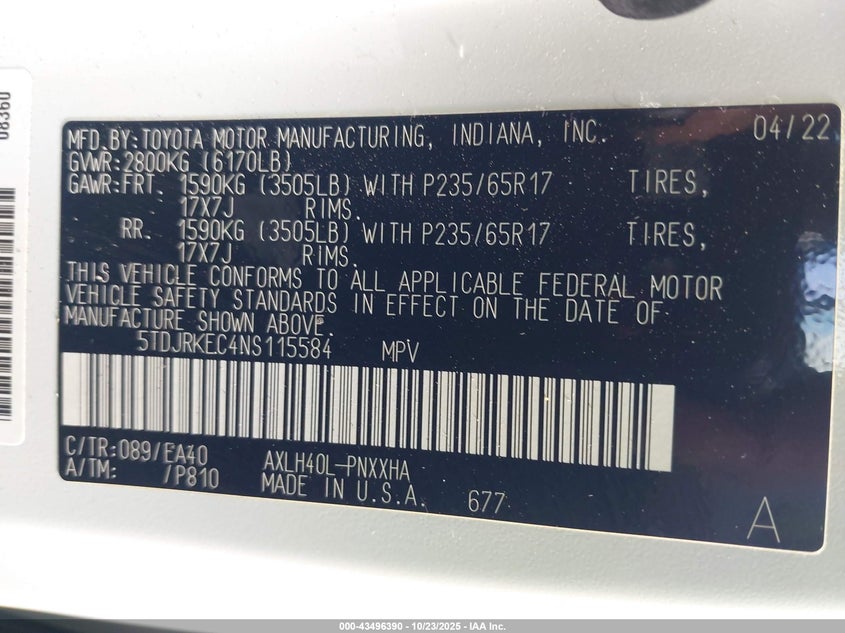 08360
MFD.BY:TOYOTA MOTOR MANUFACTURING, INDIANA, INC. 04/22
GVWR:2800KG (6170LB)
GAWR:FRT. 1590KG (3505LB) WITH P235/65R17 TIRES,
17X7J RIMS.
RR. 1590KG (3505LB) WITH P235/65R17 TIRES,
17X7J RIMS.
THIS VEHICLE CONFORMS TO ALL APPLICABLE FEDERAL MOTOR
VEHICLE SAFETY STANDARDS IN EFFECT ON THE DATE OF
MANUFACTURE SHOWN ABOVE.
5TDJRKEC4NS115584 MPV
C/TR:089/EA40 AXLH40L-PNXXHA
A/TM: /P810 MADE IN U.S.A. 677
A
000-43496390 - 10/23/2025 - IAA Inc.